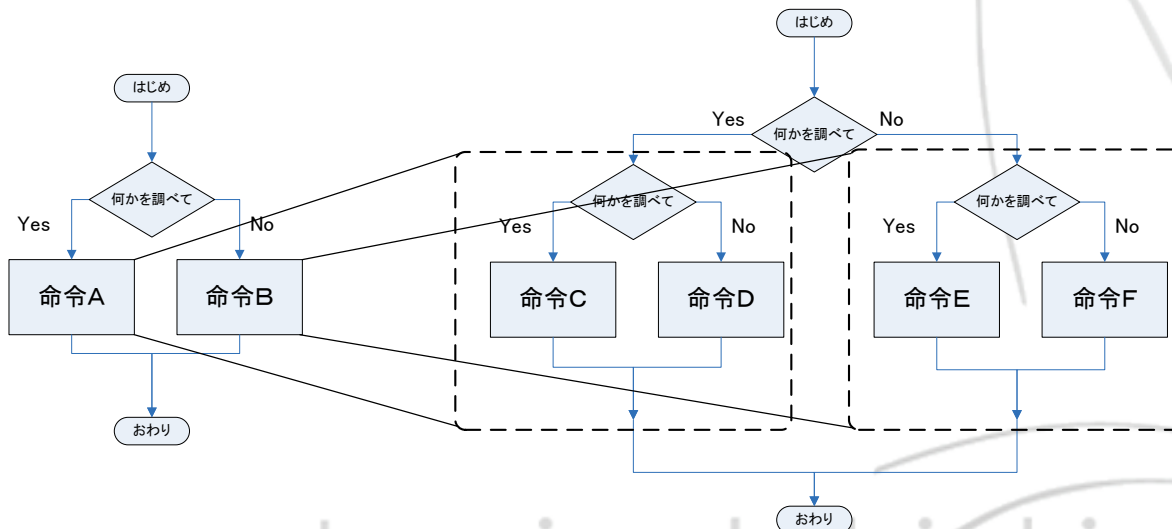 はじめ
何かを調べて
Yes
No
命令A
命令B
おわり
はじめ
何かを調べて
Yes
No
何かを調べて
Yes
No
命令C
命令D
何かを調べて
Yes
No
命令E
命令F
おわり